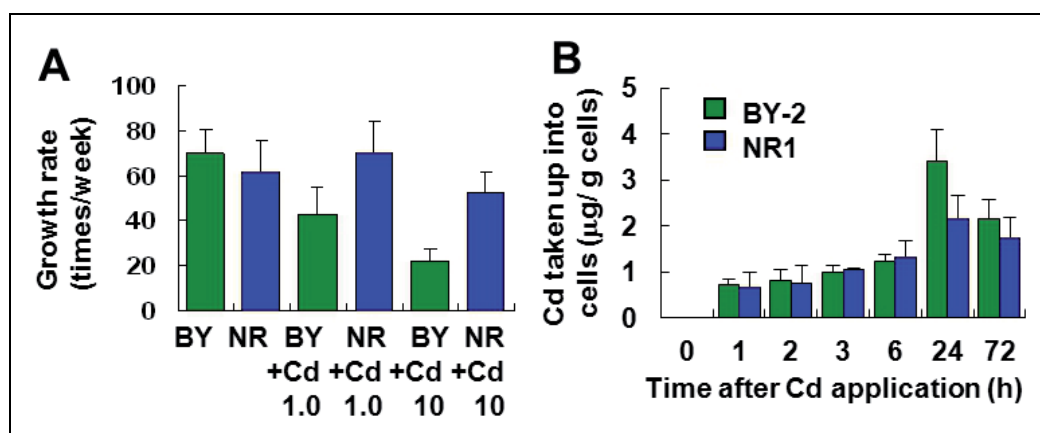 A
Growth rate
(times/week)
100
80
60
40
20
0
BY NR BY NR BY NR
+Cd +Cd +Cd +Cd
1.0 1.0 10 10
B
Cd taken up into
cells (μg/ g cells)
5
4
3
2
1
0
BY-2
NR1
0 1 2 3 6 24 72
Time after Cd application (h)